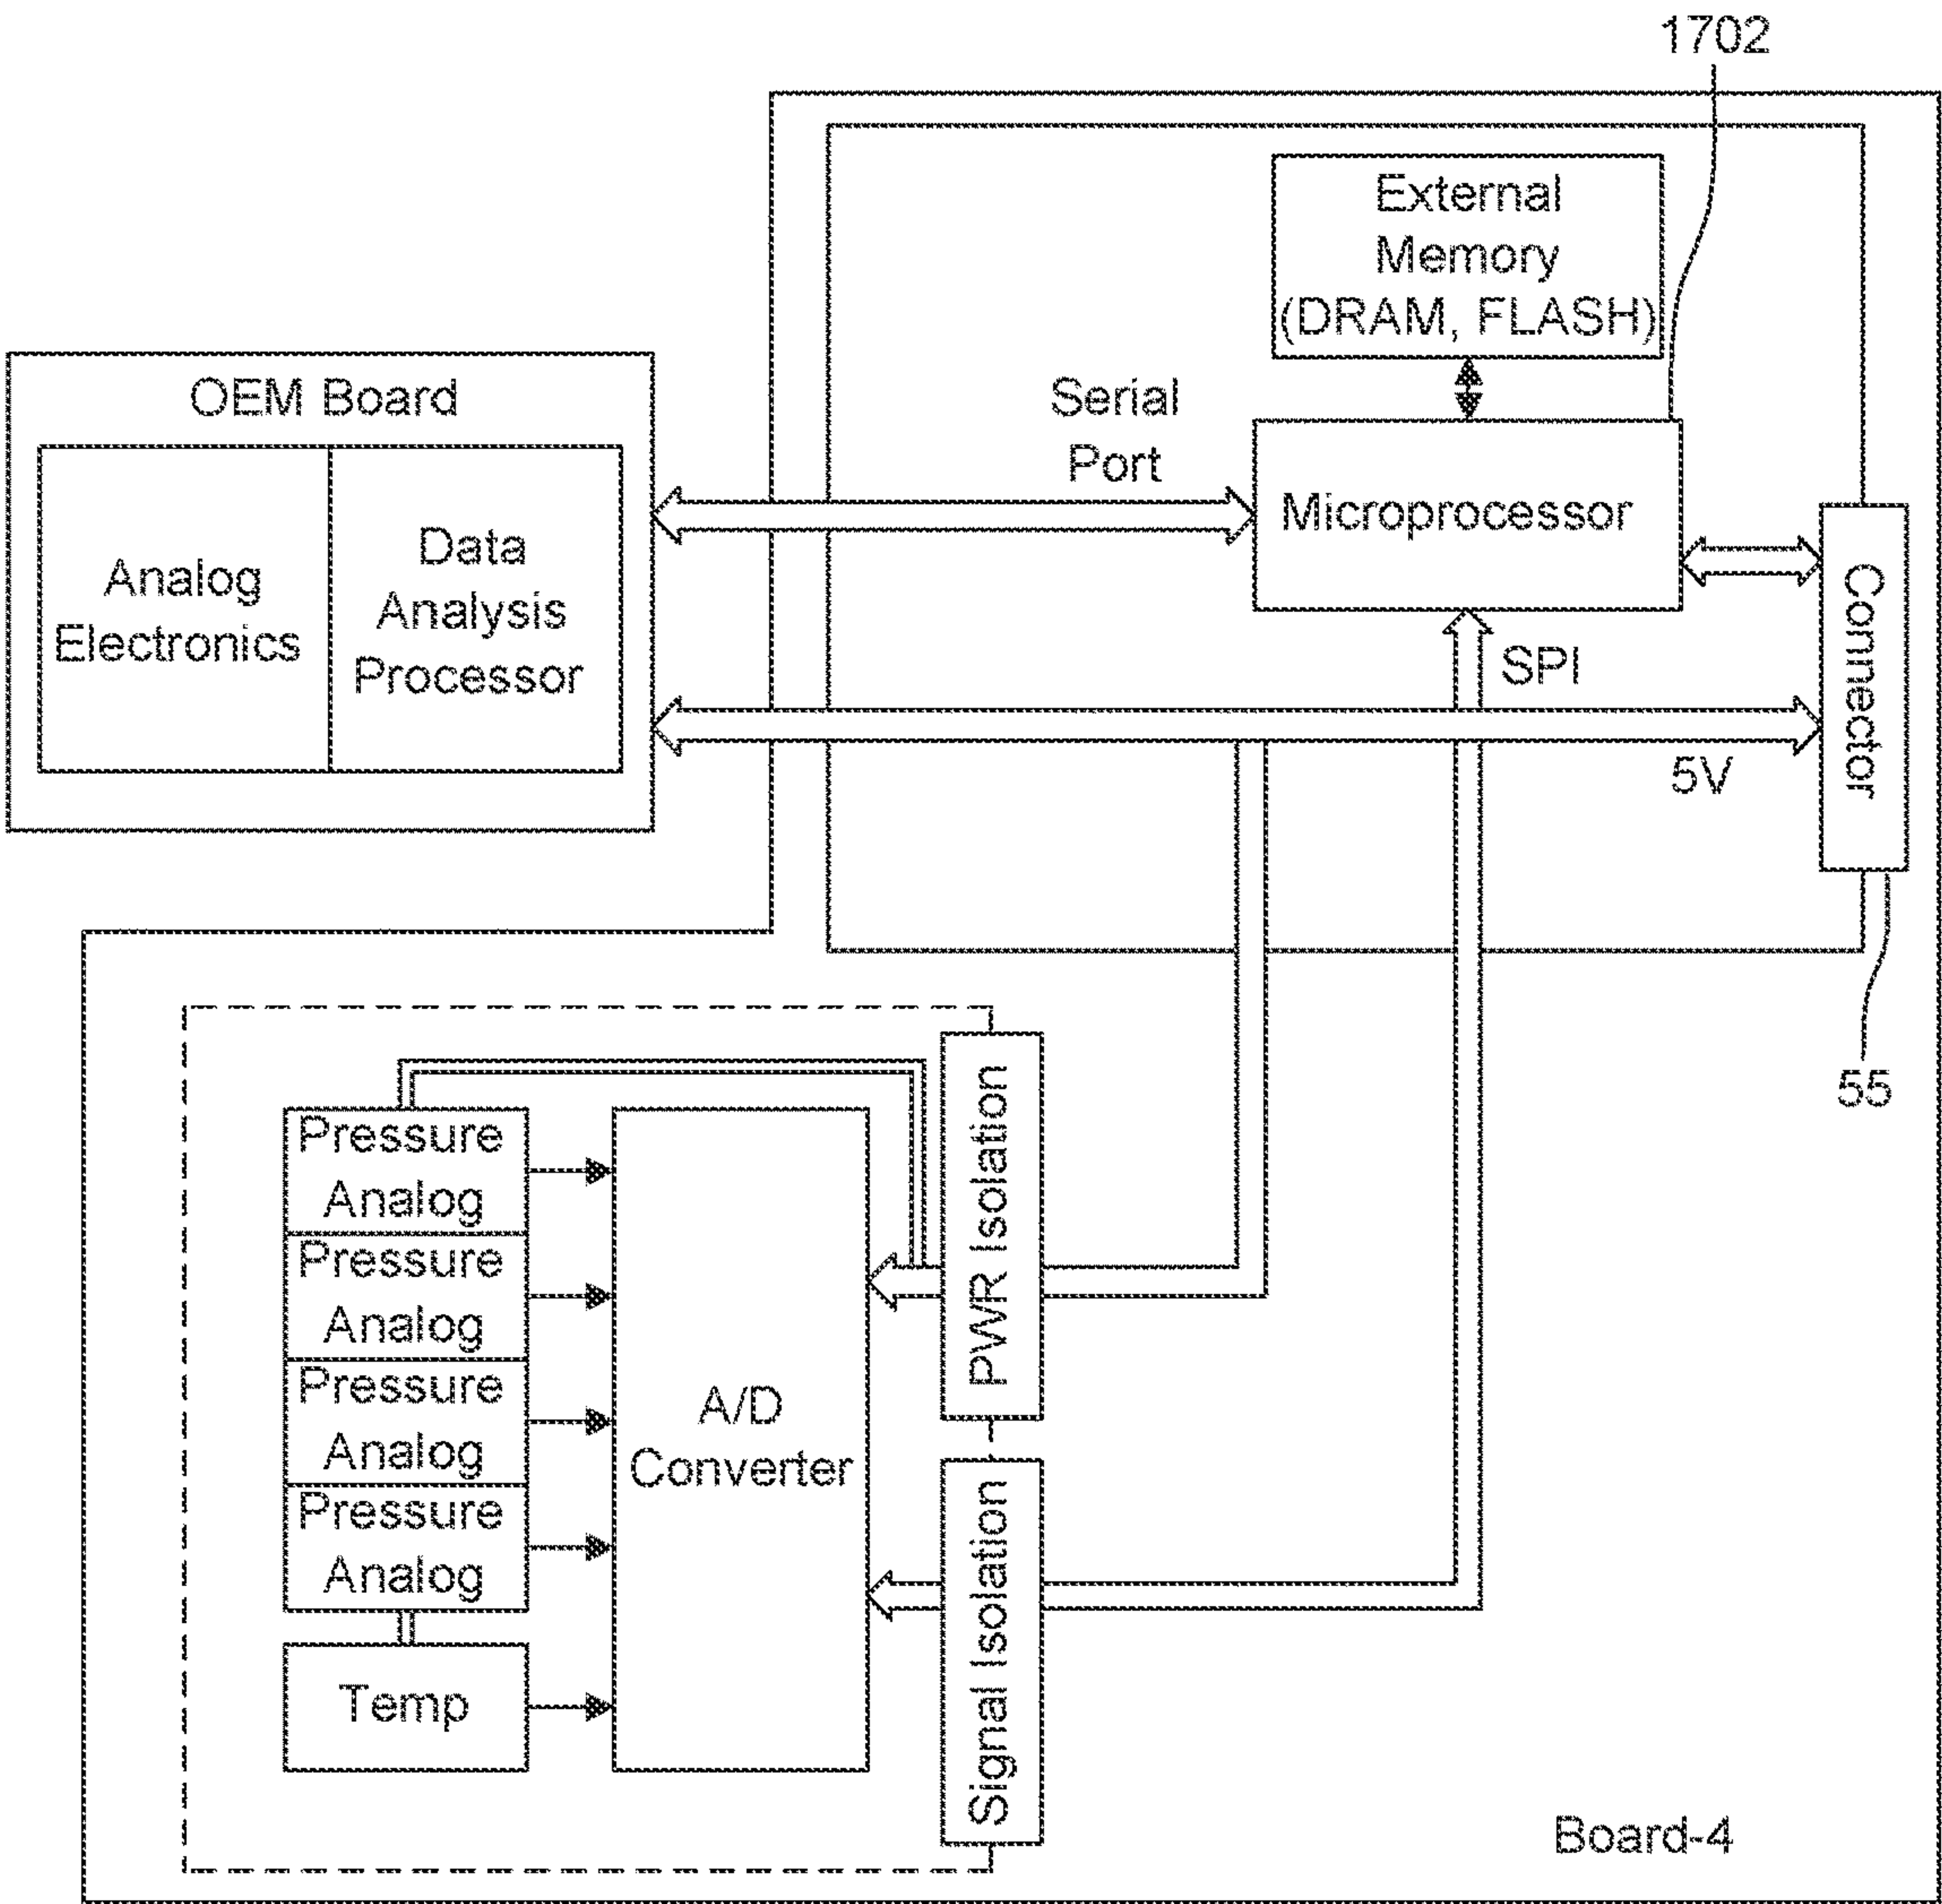 1702
External
Memory
(DRAM, FLASH)
OEM Board
Serial
Port
Analog
Electronics
Data
Analysis
Processor
Microprocessor
Connector
SPI
5V
55
Pressure
Analog
Pressure
Analog
Pressure
Analog
Pressure
Analog
Temp
A/D
Converter
PWR Isolation
Signal Isolation
Board-4